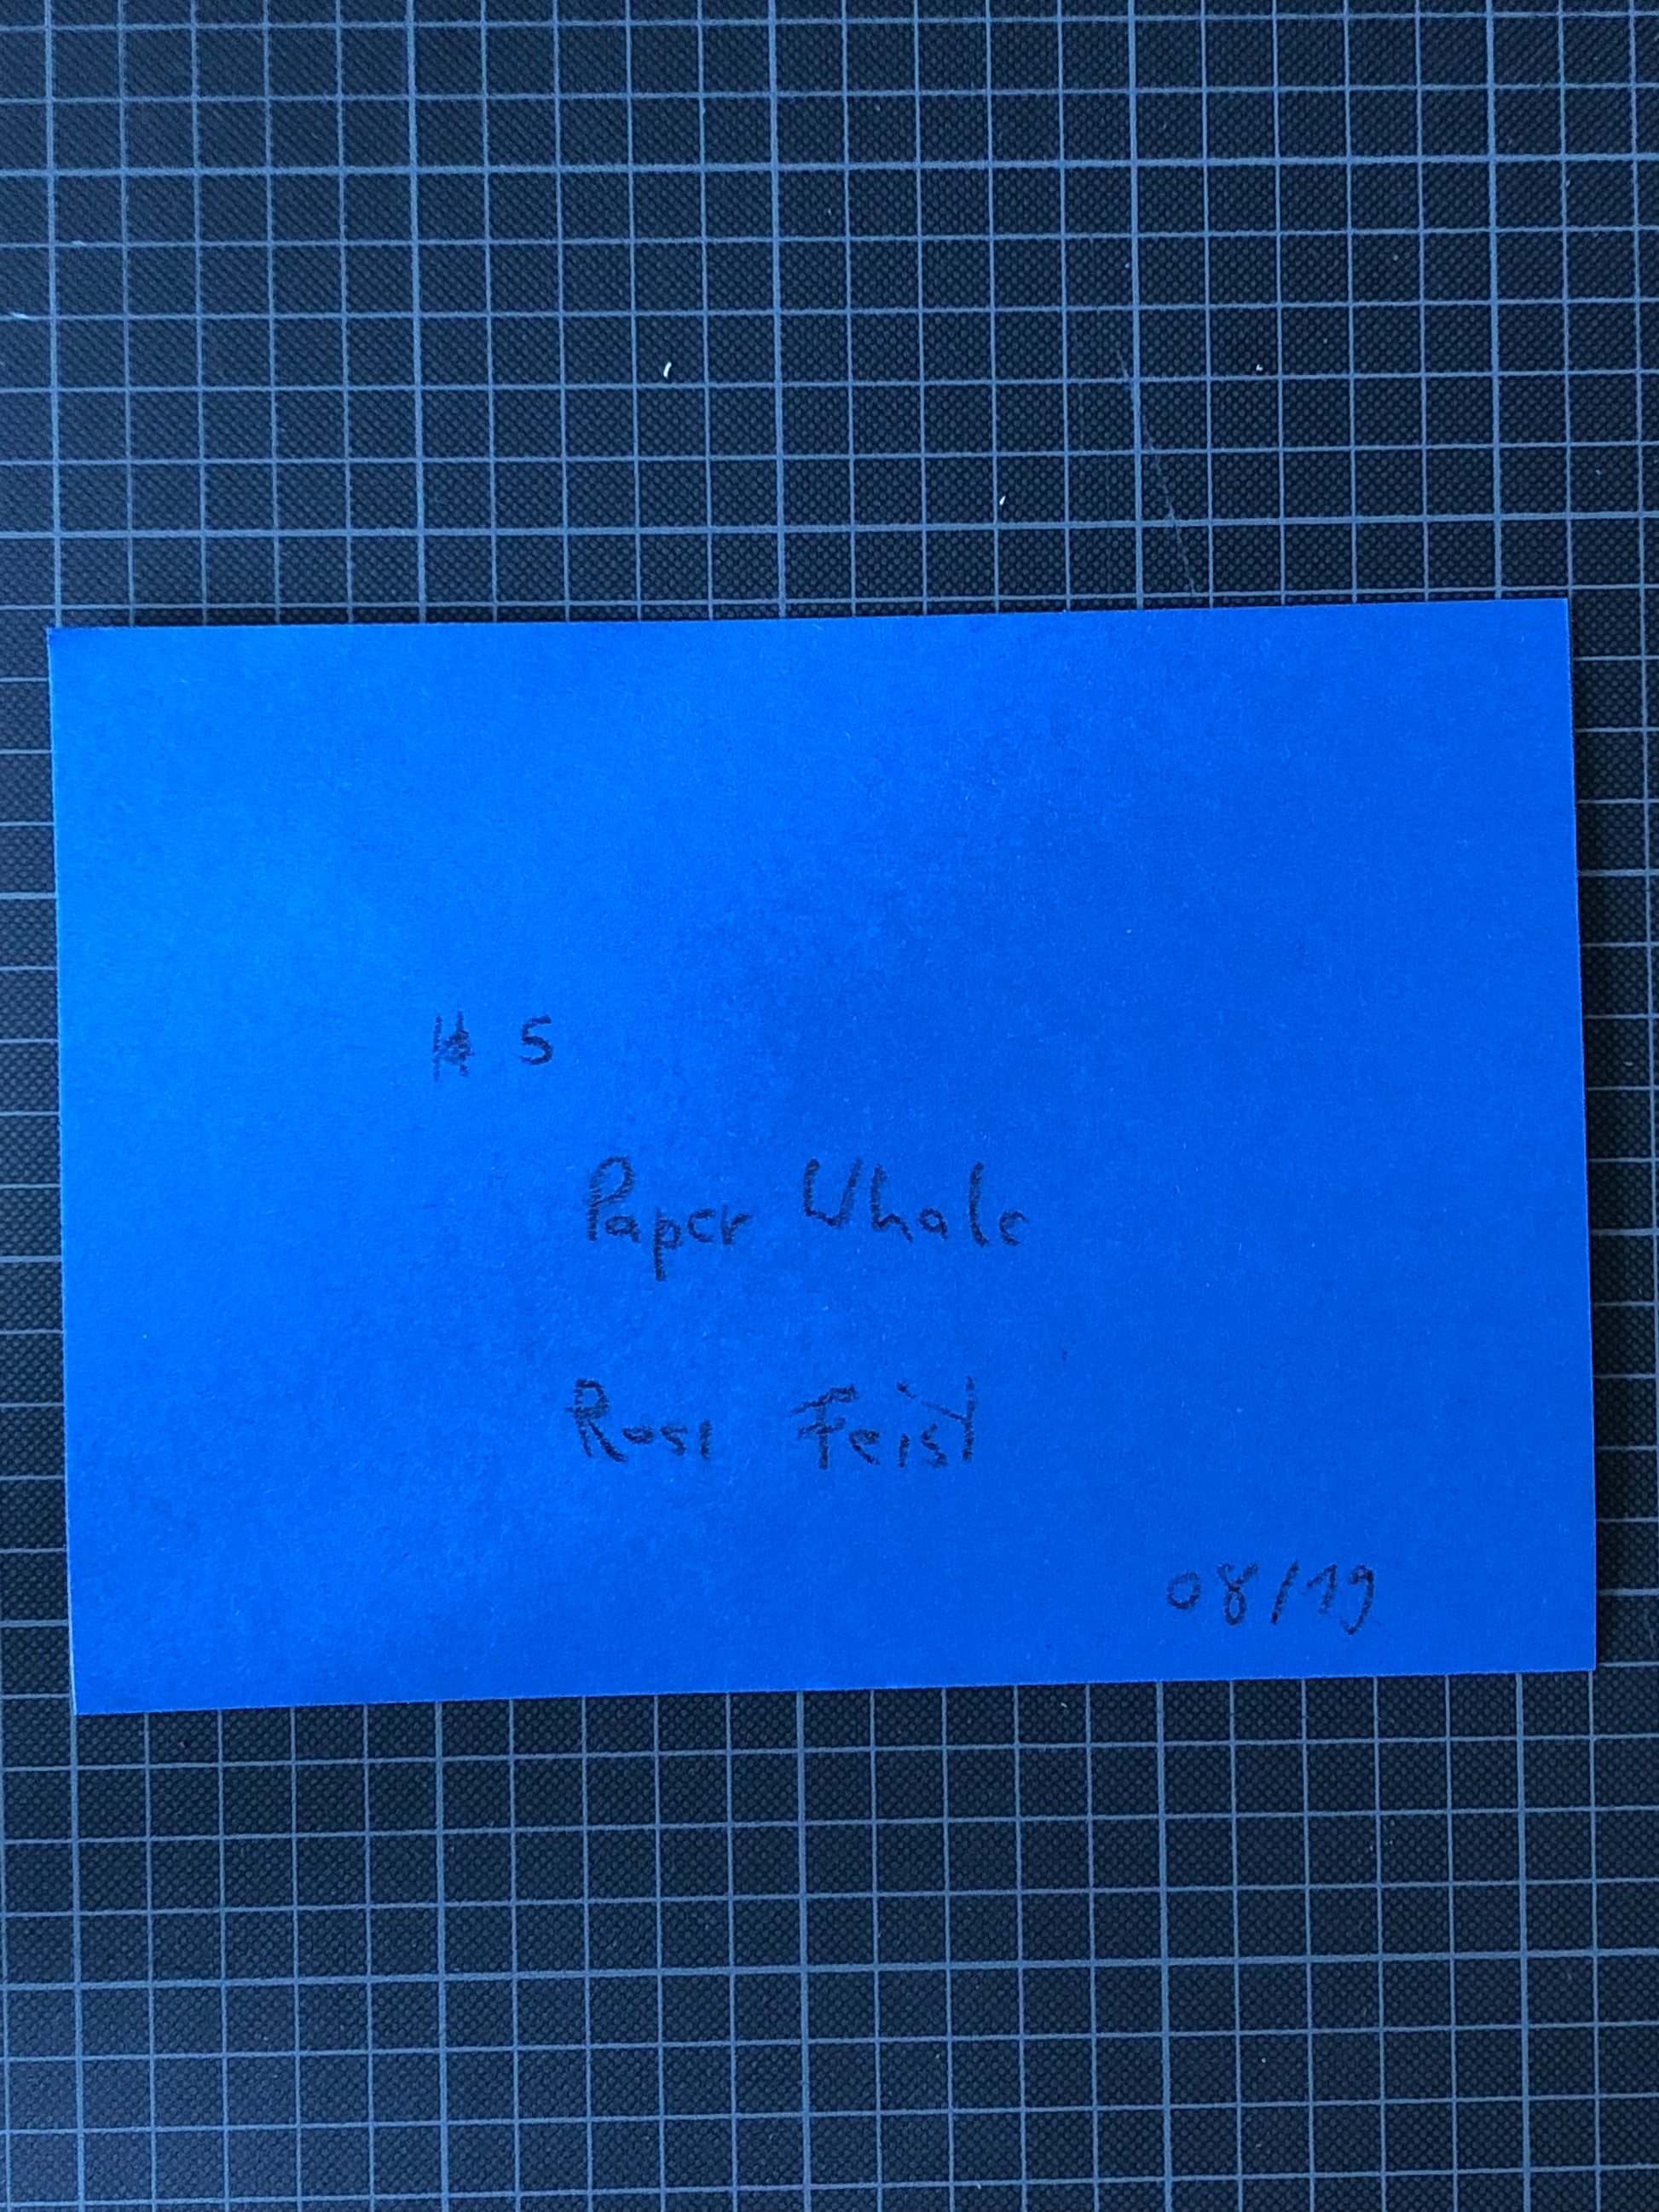 # 5
Paper Whale
Rosi Feist
08/19